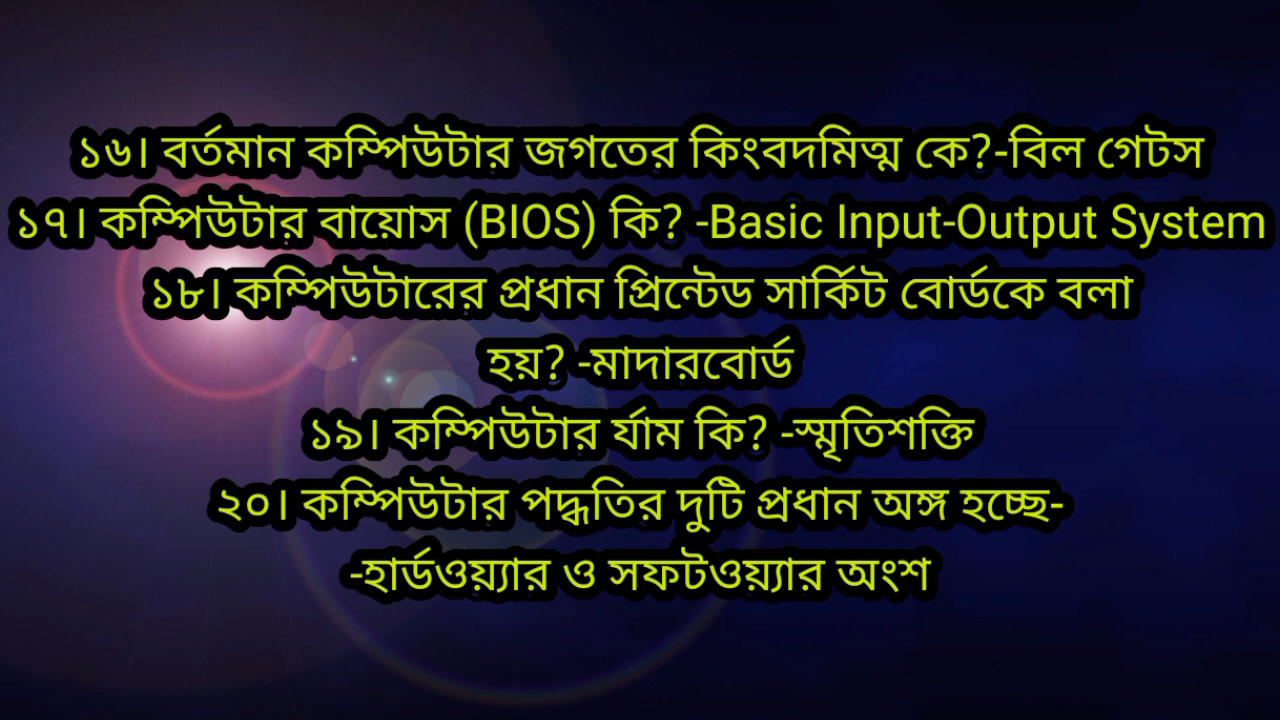 ১৬। বর্তমান কম্পিউটার জগতের কিংবদমিত্ম কে?-বিল গেটস
১৭। কম্পিউটার বায়োস (BIOS) কি? -Basic Input-Output System
১৮। কম্পিউটারের প্রধান প্রিন্টেড সার্কিট বোর্ডকে বলা
হয়? -মাদারবোর্ড
১৯। কম্পিউটার র্যাম কি? -স্মৃতিশক্তি
২০। কম্পিউটার পদ্ধতির দুটি প্রধান অঙ্গ হচ্ছে-
-হার্ডওয়্যার ও সফটওয়্যার অংশ